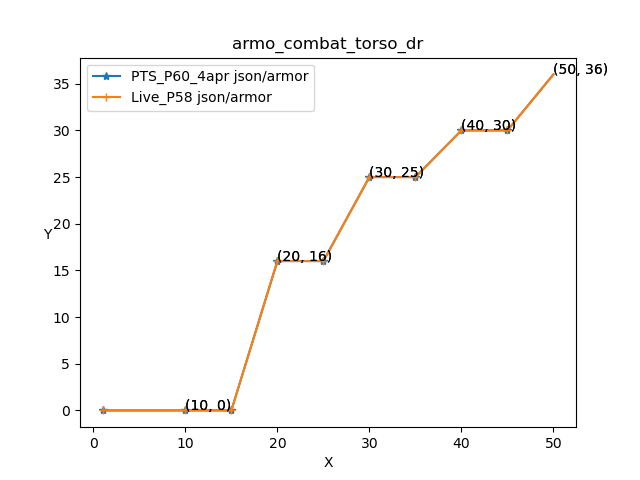 armo_combat_torso_dr
PTS_P60_4apr json/armor
Live_P58 json/armor
(50, 36)
(40, 30)
(30, 25)
(20, 16)
(10, 0)
35
30
25
20
15
10
5
0
Y
0 10 20 30 40 50
X